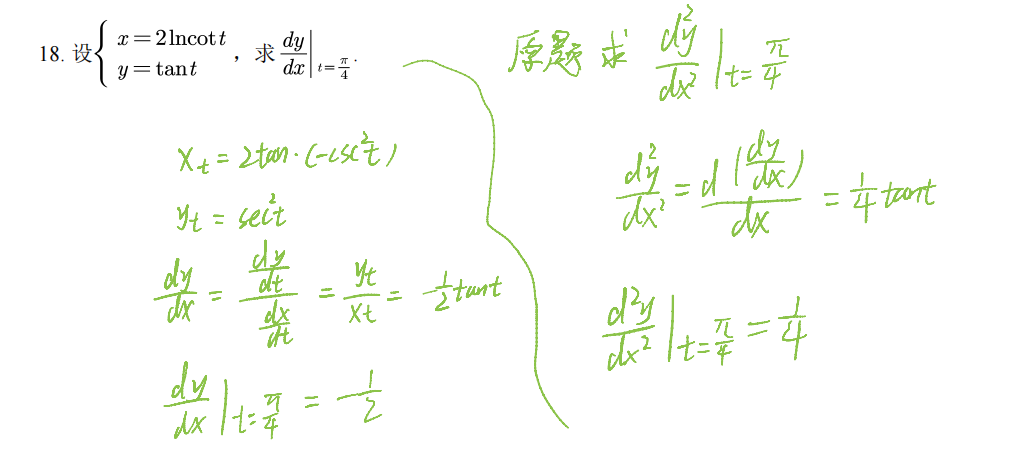 18. 设 { x=2lncott
y=tant , 求 dy/dx |t=π/4 .
x_t = 2tan·(-csc²t)
y_t = sec²t
dy/dx = (dy/dt)/(dx/dt) = y_t/x_t = -1/2 tant
dy/dx |t=π/4 = -1/2
原题求 d²y/dx² |t=π/4
d²y/dx² = d(dy/dx)/dx = 1/4 tant
d²y/dx² |t=π/4 = 1/4